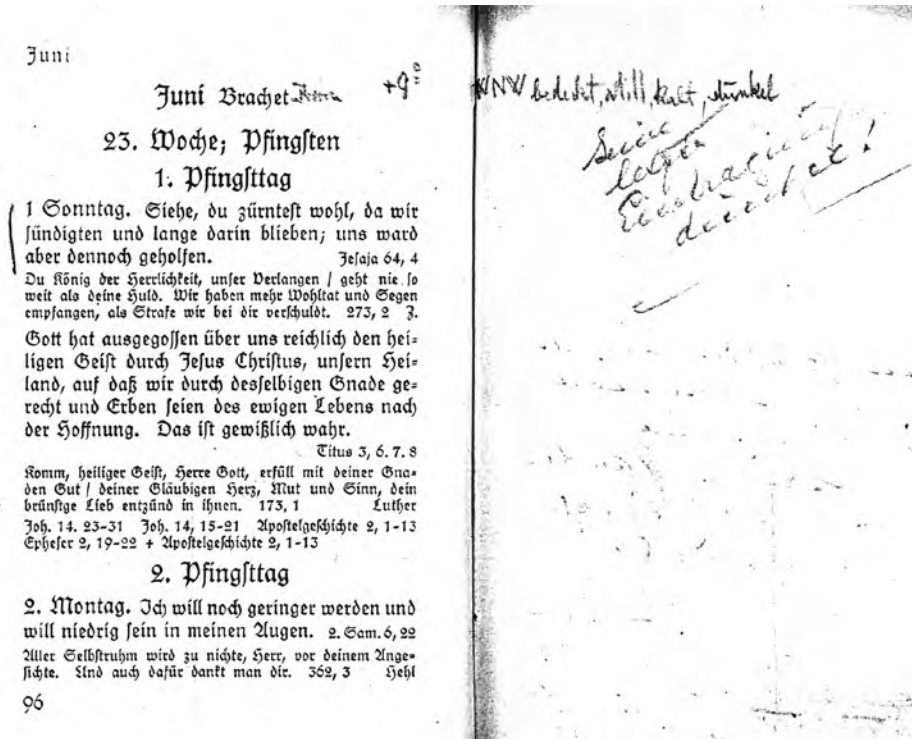 Juni
Juni Brachet
+9°
23. Woche; Pfingsten
1. Pfingsttag
1 Sonntag. Siehe, du zürntest wohl, da wir
sündigten und lange darin blieben; uns ward
aber dennoch geholfen. Jesaja 64, 4
Du König der Herrlichkeit, unser Verlangen / geht nie so
weit als deine Huld. Wir haben mehr Wohltat und Segen
empfangen, als Strafe wir bei dir verschuldt. 273, 2 Z.
Gott hat ausgegossen über uns reichlich den hei-
ligen Geist durch Jesus Christus, unsern Hei-
land, auf daß wir durch desselbigen Gnade ge-
recht und Erben seien des ewigen Lebens nach
der Hoffnung. Das ist gewißlich wahr.
Titus 3, 6. 7. 8
Komm, heiliger Geist, Herre Gott, erfüll mit deiner Gna-
den Gut / deiner Gläubigen Herz, Mut und Sinn, dein
brünstge Lieb entzünd in ihnen. 173, 1 Luther
Joh. 14. 23-31 Joh. 14, 15-21 Apostelgeschichte 2, 1-13
Epheser 2, 19-22 + Apostelgeschichte 2, 1-13
2. Pfingsttag
2. Montag. Ich will noch geringer werden und
will niedrig sein in meinen Augen. 2. Sam. 6, 22
Aller Selbstruhm wird zu nichte, Herr, vor deinem Ange-
sichte. Und auch dafür dankt man dir. 362, 3 Hehl
96
WNW bedeckt, still, kalt, dunkel
Seine
letzte
Eintragung
dunkel!